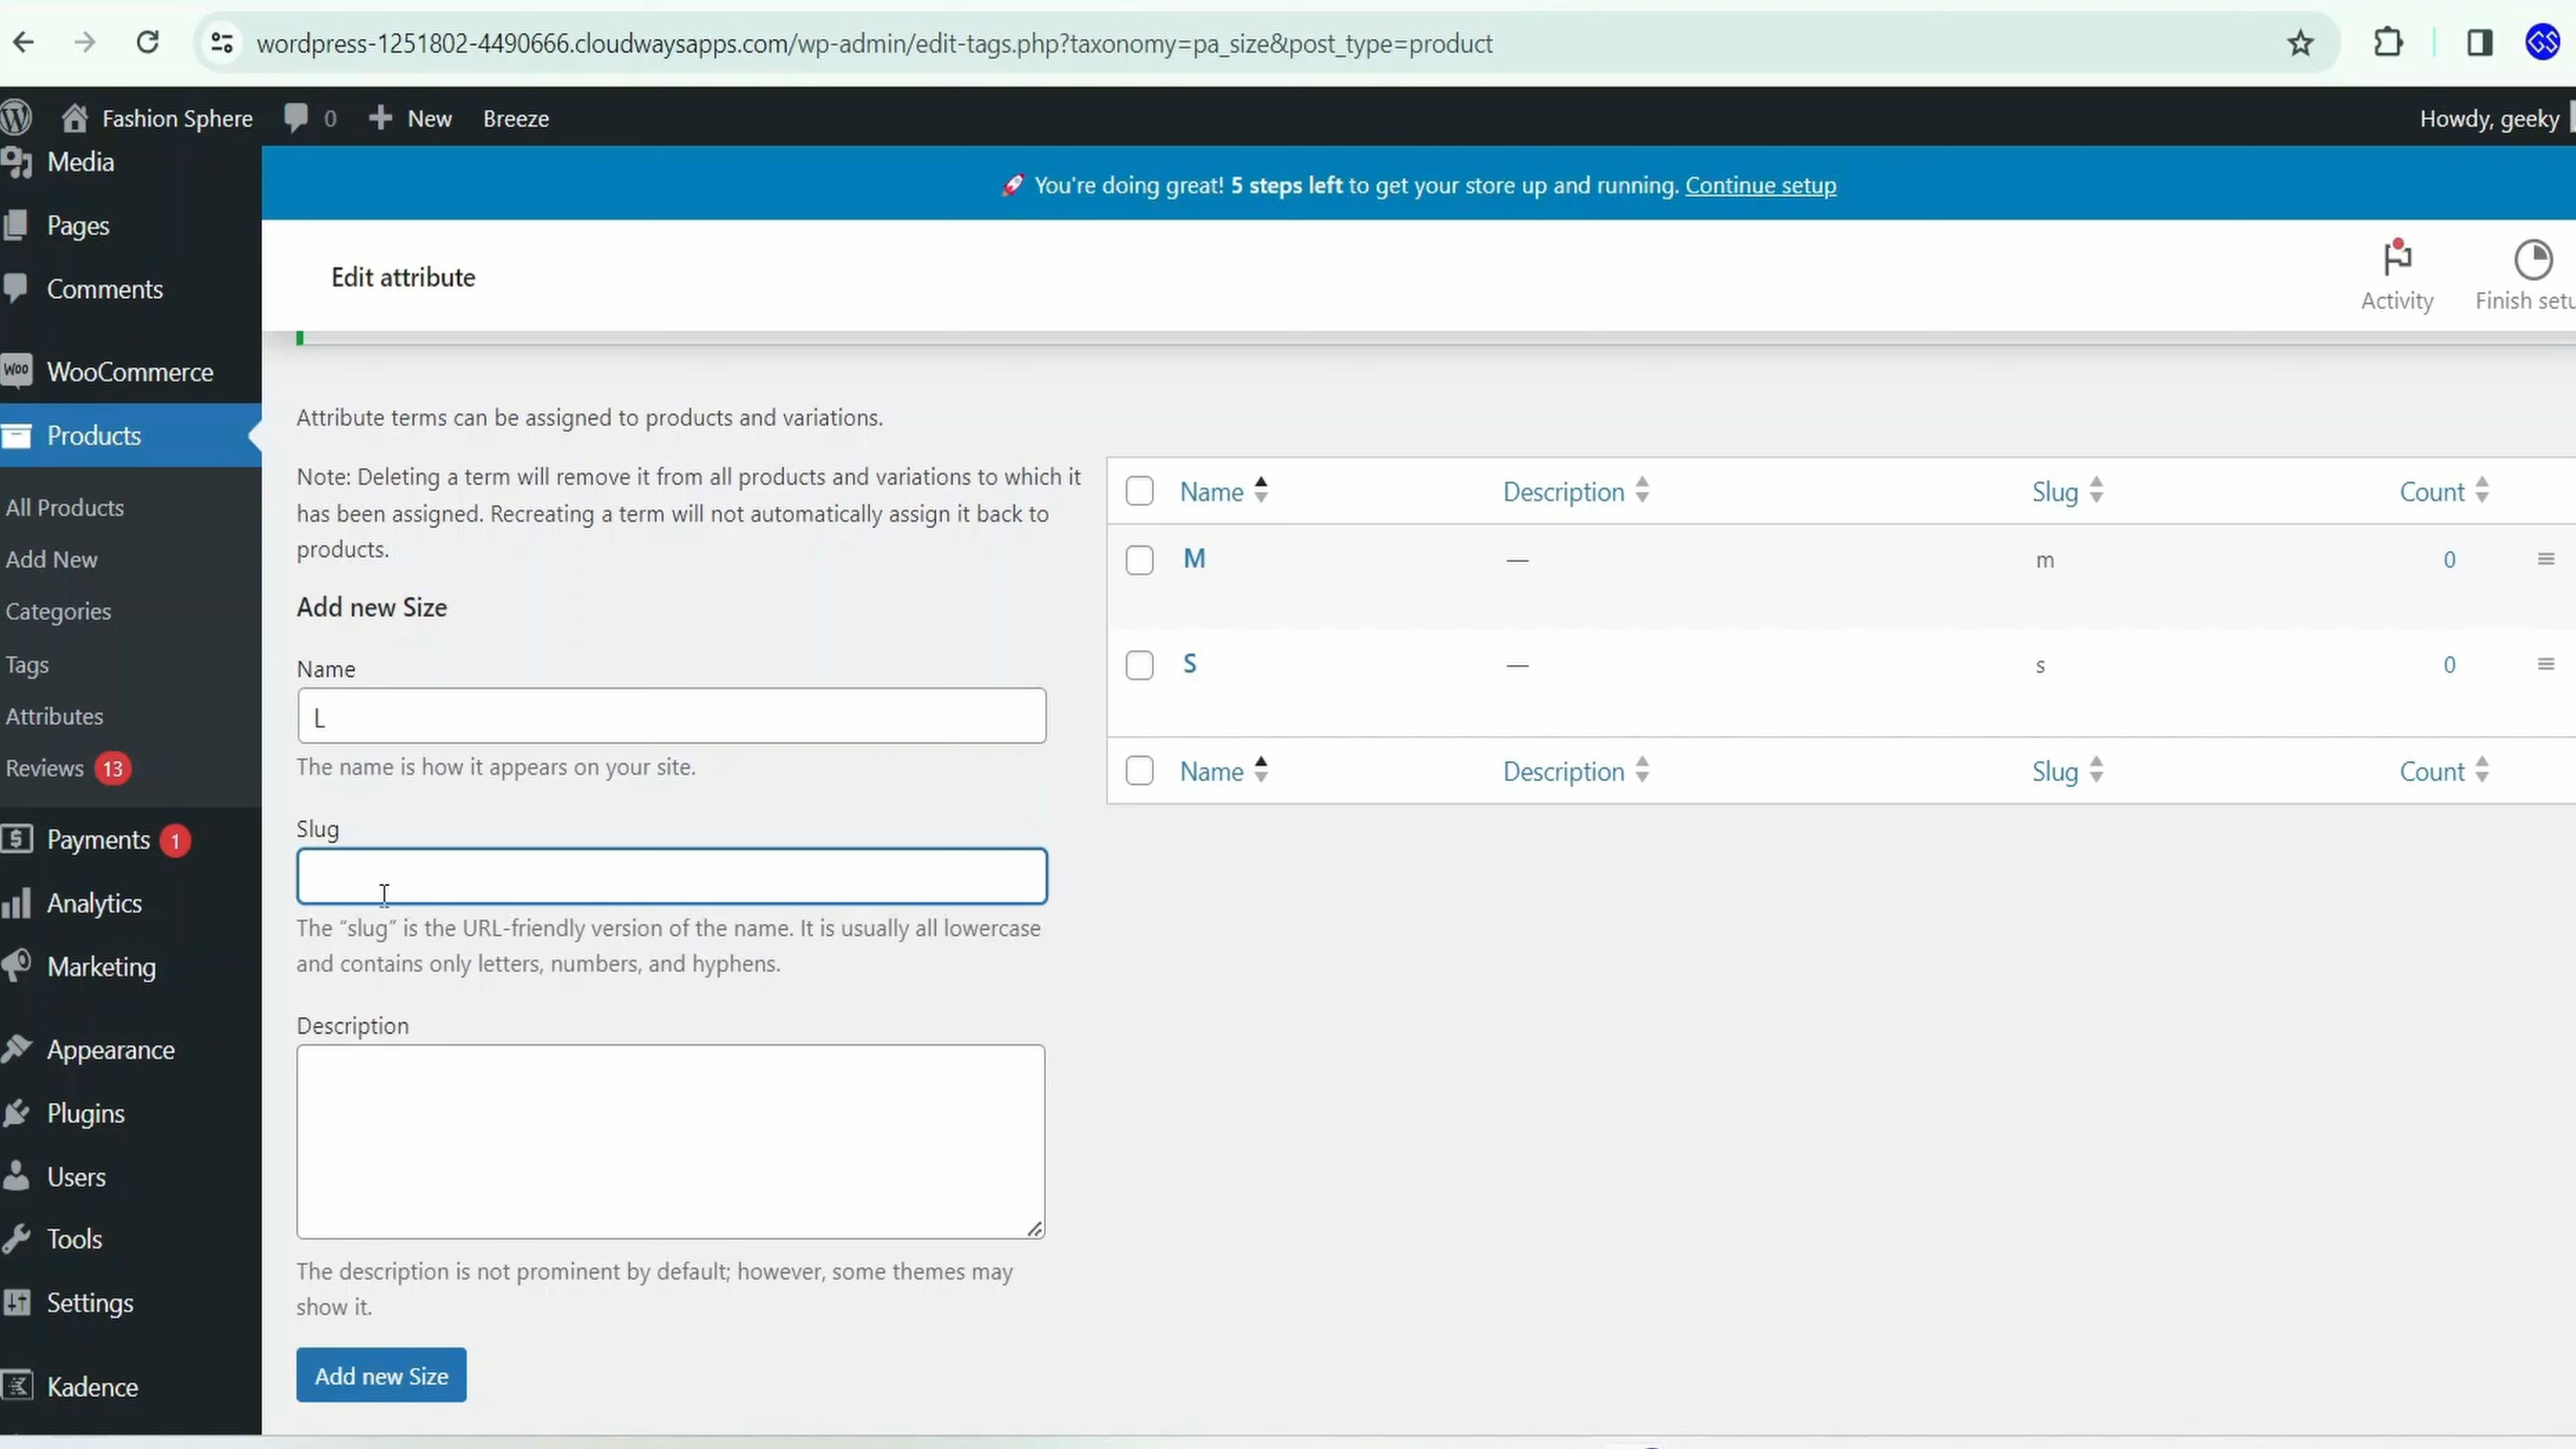 wordpress-1251802-4490666.cloudwaysapps.com/wp-admin/edit-tags.php?taxonomy=pa_size&post_type=product
Fashion Sphere 0 New Breeze Howdy, geeky
Media
Pages
Comments
Woo WooCommerce
Products
All Products
Add New
Categories
Tags
Attributes
Reviews 13
Payments 1
Analytics
Marketing
Appearance
Plugins
Users
Tools
Settings
Kadence
🚀 You're doing great! 5 steps left to get your store up and running. Continue setup
Edit attribute
Activity
Finish setu
Attribute terms can be assigned to products and variations.
Note: Deleting a term will remove it from all products and variations to which it
has been assigned. Recreating a term will not automatically assign it back to
products.
Add new Size
Name
L
The name is how it appears on your site.
Slug
The “slug” is the URL-friendly version of the name. It is usually all lowercase
and contains only letters, numbers, and hyphens.
Description
The description is not prominent by default; however, some themes may
show it.
Add new Size
Name Description Slug Count
M — m 0
S — s 0
Name Description Slug Count